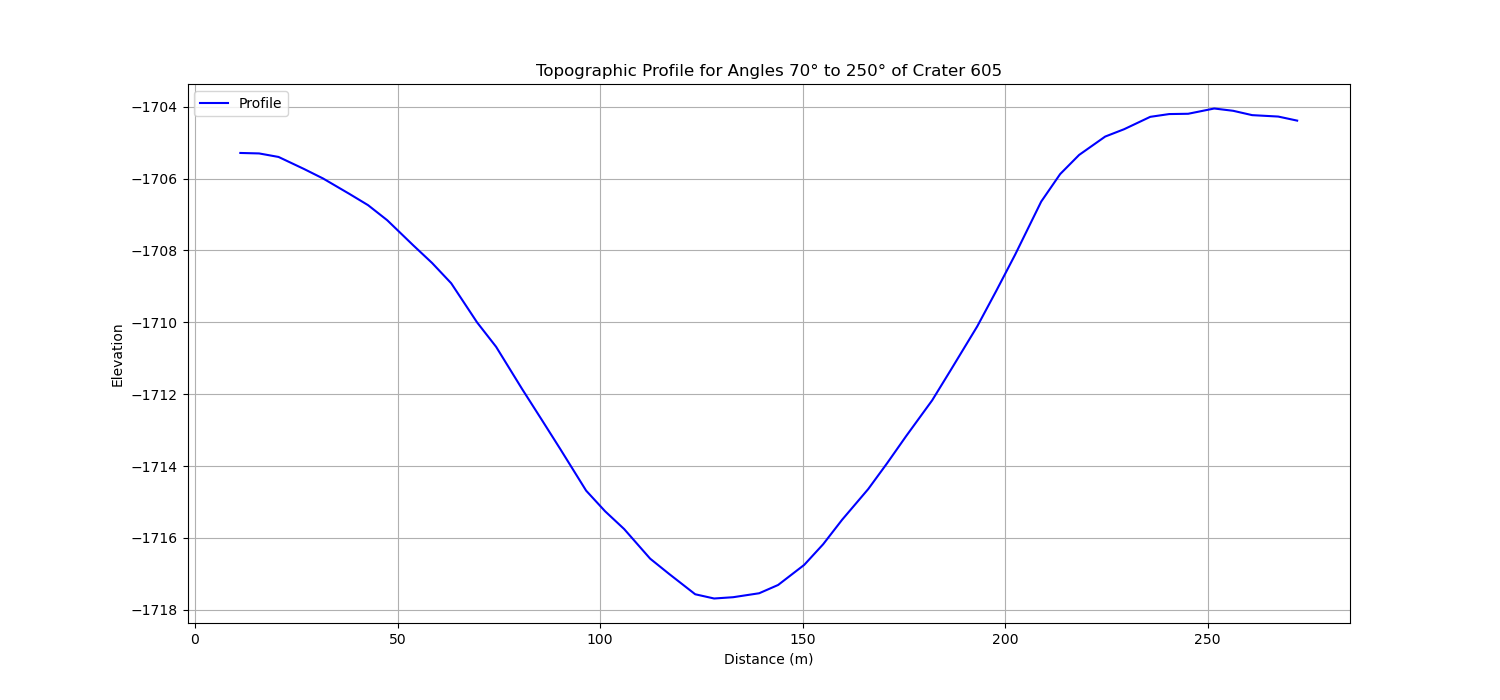 Topographic Profile for Angles 70° to 250° of Crater 605
Profile
−1704
−1706
−1708
−1710
−1712
−1714
−1716
−1718
Elevation
0 50 100 150 200 250
Distance (m)